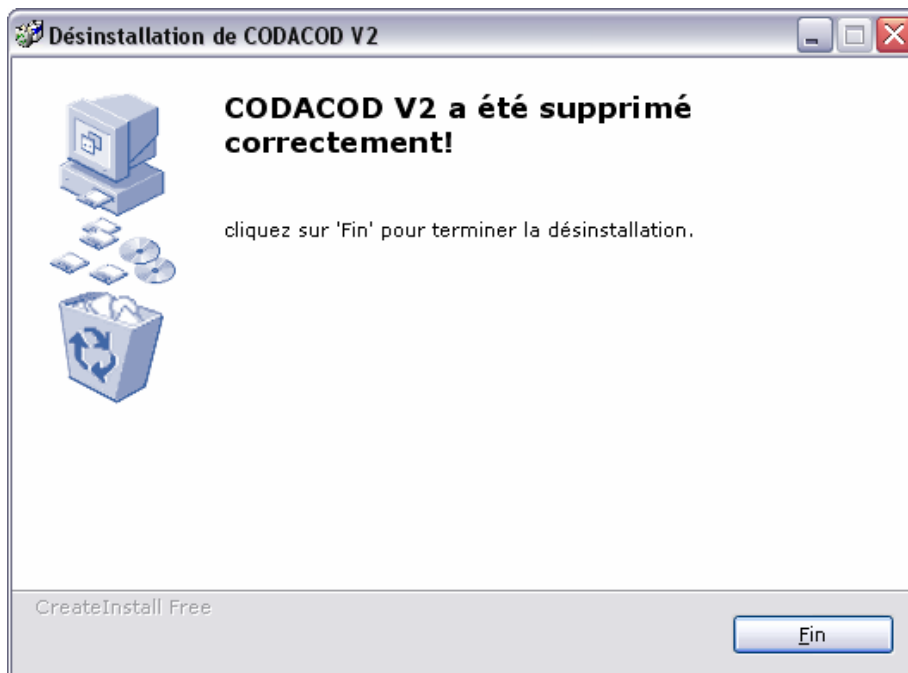 Désinstallation de CODACOD V2
CODACOD V2 a été supprimé
correctement!
cliquez sur 'Fin' pour terminer la désinstallation.
CreateInstall Free
Fin